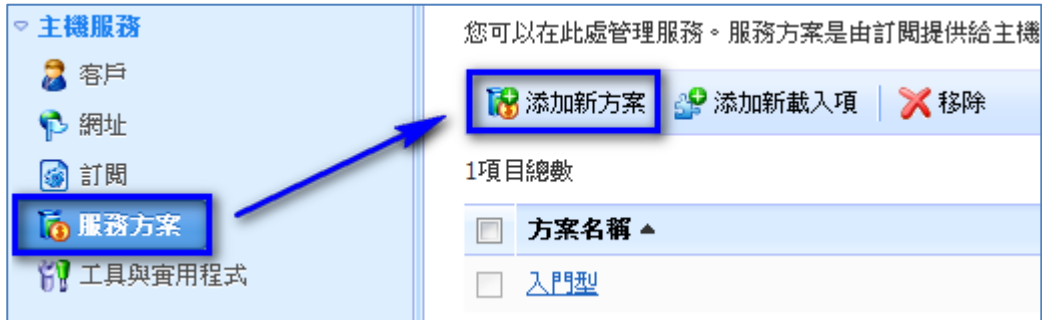 主機服務
客戶
網址
訂閱
服務方案
工具與實用程式
您可以在此處管理服務。服務方案是由訂閱提供給主機
添加新方案 添加新載入項 移除
1項目總數
方案名稱
入門型